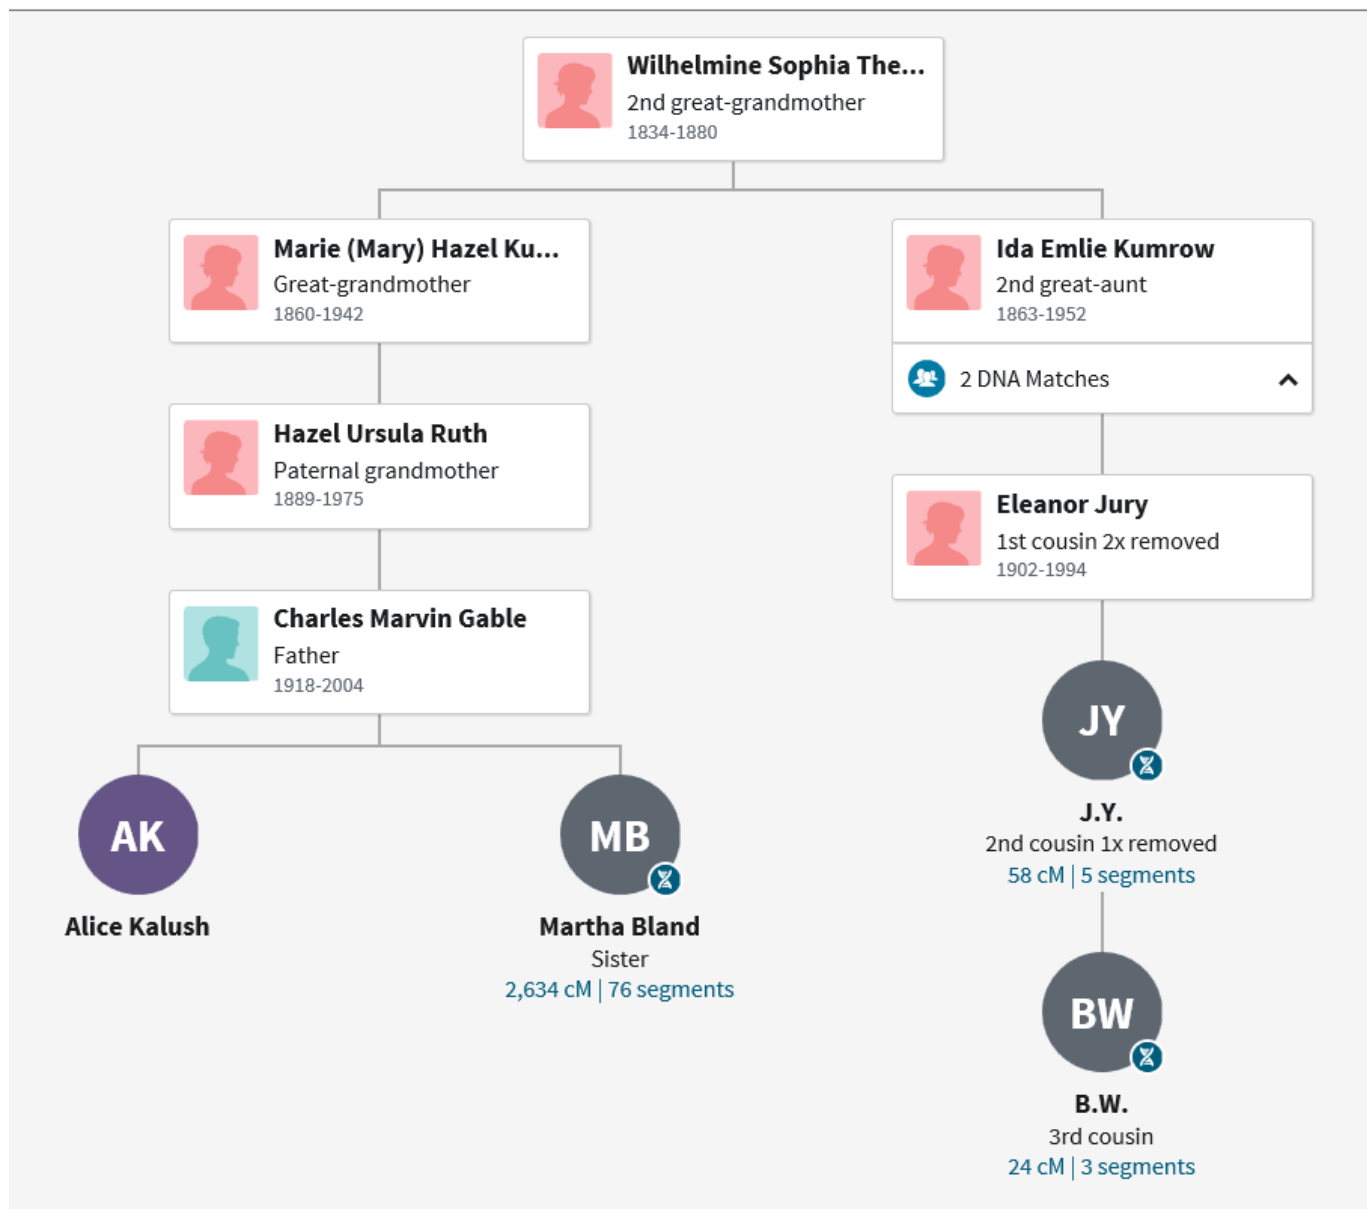 Wilhelmine Sophia The...
2nd great-grandmother
1834-1880
Marie (Mary) Hazel Ku...
Great-grandmother
1860-1942
Ida Emlie Kumrow
2nd great-aunt
1863-1952
2 DNA Matches
Hazel Ursula Ruth
Paternal grandmother
1889-1975
Eleanor Jury
1st cousin 2x removed
1902-1994
Charles Marvin Gable
Father
1918-2004
JY
J.Y.
2nd cousin 1x removed
58 cM | 5 segments
AK
Alice Kalush
MB
Martha Bland
Sister
2,634 cM | 76 segments
BW
B.W.
3rd cousin
24 cM | 3 segments